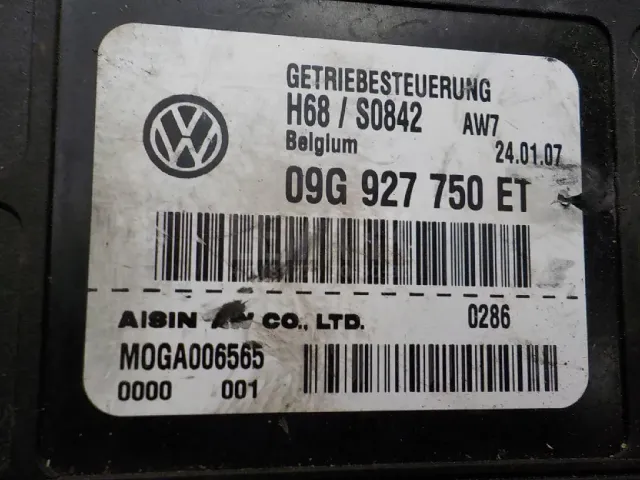 GETRIEBESTEUERUNG
H68 / S0842 AW7
Belgium 24.01.07
09G 927 750 ET
AISIN AW CO., LTD. 0286
MOGA006565
0000 001